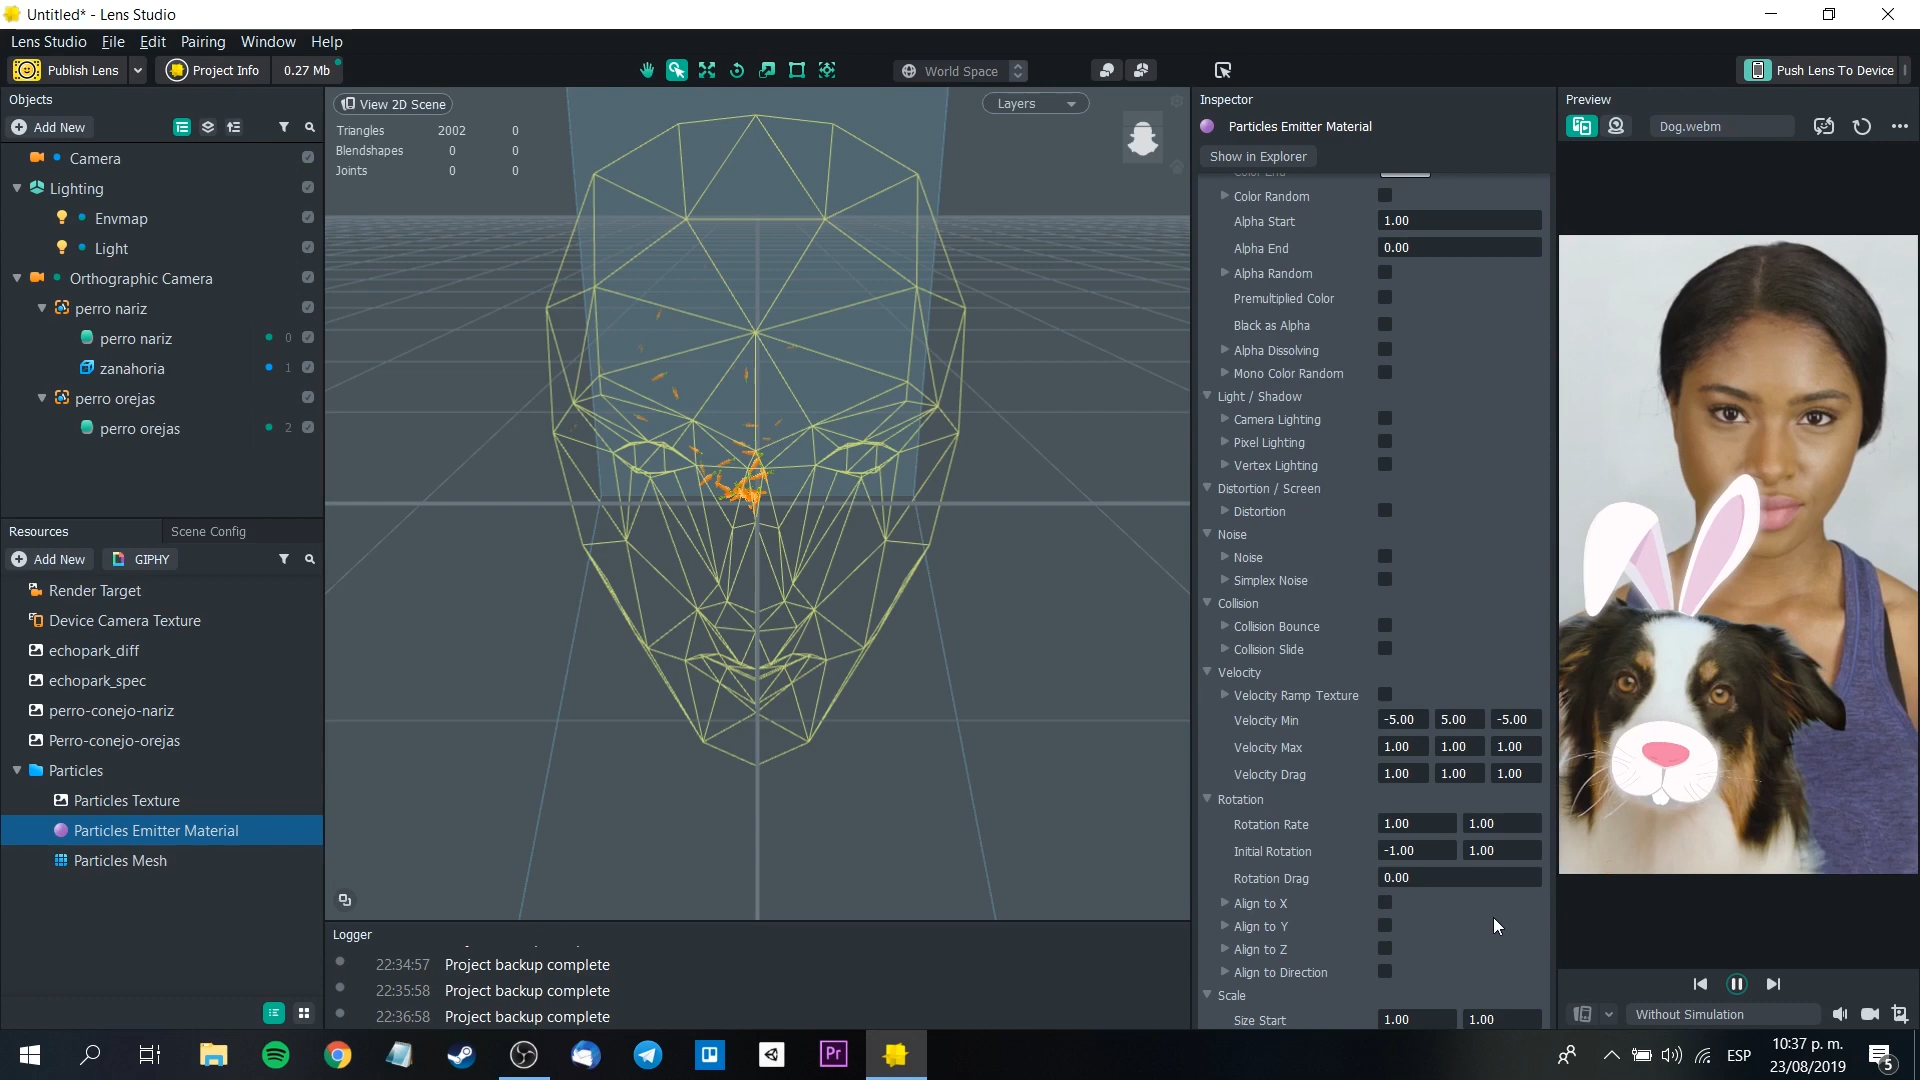 Untitled* - Lens Studio
Lens Studio File Edit Pairing Window Help
Publish Lens Project Info 0.27 Mb World Space Push Lens To Device
Objects
Add New
Camera
Lighting
Envmap
Light
Orthographic Camera
perro nariz
perro nariz 0
zanahoria 1
perro orejas
perro orejas 2
Resources Scene Config
Add New GIPHY
Render Target
Device Camera Texture
echopark_diff
echopark_spec
perro-conejo-nariz
Perro-conejo-orejas
Particles
Particles Texture
Particles Emitter Material
Particles Mesh
View 2D Scene Layers
Triangles 2002 0
Blendshapes 0 0
Joints 0 0
Logger
22:34:57 Project backup complete
22:35:58 Project backup complete
22:36:58 Project backup complete
Inspector
Particles Emitter Material
Show in Explorer
Color End
Color Random
Alpha Start 1.00
Alpha End 0.00
Alpha Random
Premultiplied Color
Black as Alpha
Alpha Dissolving
Mono Color Random
Light / Shadow
Camera Lighting
Pixel Lighting
Vertex Lighting
Distortion / Screen
Distortion
Noise
Noise
Simplex Noise
Collision
Collision Bounce
Collision Slide
Velocity
Velocity Ramp Texture
Velocity Min -5.00 5.00 -5.00
Velocity Max 1.00 1.00 1.00
Velocity Drag 1.00 1.00 1.00
Rotation
Rotation Rate 1.00 1.00
Initial Rotation -1.00 1.00
Rotation Drag 0.00
Align to X
Align to Y
Align to Z
Align to Direction
Scale
Size Start 1.00 1.00
Preview
Dog.webm
Without Simulation
Pr
ESP
10:37 p. m.
23/08/2019
5